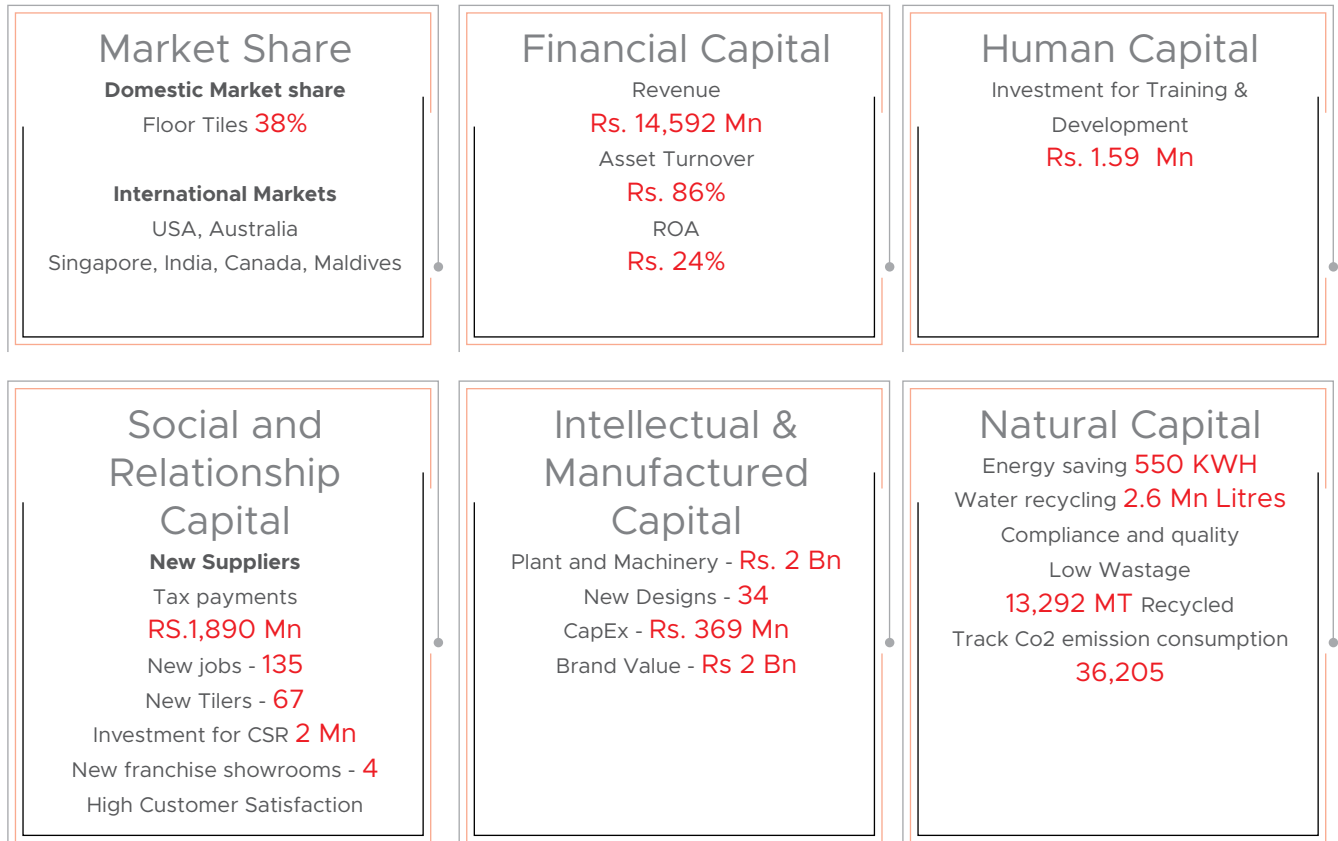 Market Share
Domestic Market share
Floor Tiles 38%
International Markets
USA, Australia
Singapore, India, Canada, Maldives
Financial Capital
Revenue
Rs. 14,592 Mn
Asset Turnover
Rs. 86%
ROA
Rs. 24%
Human Capital
Investment for Training &
Development
Rs. 1.59 Mn
Social and
Relationship
Capital
New Suppliers
Tax payments
RS.1,890 Mn
New jobs - 135
New Tilers - 67
Investment for CSR 2 Mn
New franchise showrooms - 4
High Customer Satisfaction
Intellectual &
Manufactured
Capital
Plant and Machinery - Rs. 2 Bn
New Designs - 34
CapEx - Rs. 369 Mn
Brand Value - Rs 2 Bn
Natural Capital
Energy saving 550 KWH
Water recycling 2.6 Mn Litres
Compliance and quality
Low Wastage
13,292 MT Recycled
Track Co2 emission consumption
36,205